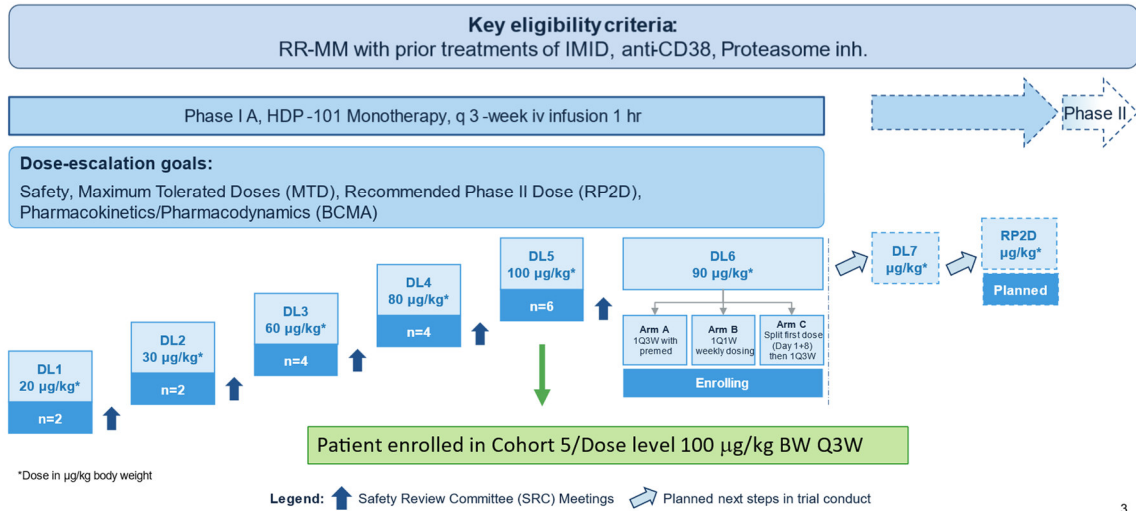 Key eligibility criteria:
RR-MM with prior treatments of IMID, anti-CD38, Proteasome inh.
Phase I A, HDP -101 Monotherapy, q 3 -week iv infusion 1 hr
Phase II
Dose-escalation goals:
Safety, Maximum Tolerated Doses (MTD), Recommended Phase II Dose (RP2D),
Pharmacokinetics/Pharmacodynamics (BCMA)
DL1
20 µg/kg*
n=2
DL2
30 µg/kg*
n=2
DL3
60 µg/kg*
n=4
DL4
80 µg/kg*
n=4
DL5
100 µg/kg*
n=6
DL6
90 µg/kg*
Arm A
1Q3W with
premed
Arm B
1Q1W
weekly dosing
Arm C
Split first dose
(Day 1+8)
then 1Q3W
Enrolling
DL7
µg/kg*
RP2D
µg/kg*
Planned
Patient enrolled in Cohort 5/Dose level 100 µg/kg BW Q3W
*Dose in µg/kg body weight
Legend: Safety Review Committee (SRC) Meetings Planned next steps in trial conduct
3